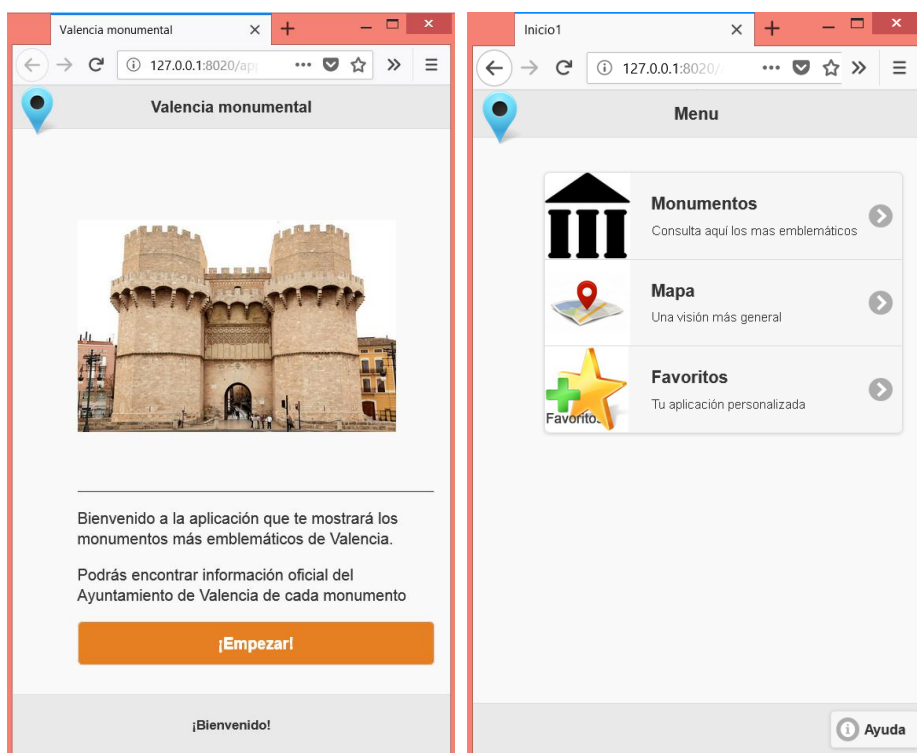 Valencia monumental
127.0.0.1:8020/app
Valencia monumental
Bienvenido a la aplicación que te mostrará los
monumentos más emblemáticos de Valencia.
Podrás encontrar información oficial del
Ayuntamiento de Valencia de cada monumento
¡Empezar!
¡Bienvenido!
Inicio1
127.0.0.1:8020/
Menu
Monumentos
Consulta aquí los mas emblemáticos
Mapa
Una visión más general
Favoritos
Favoritos
Tu aplicación personalizada
Ayuda